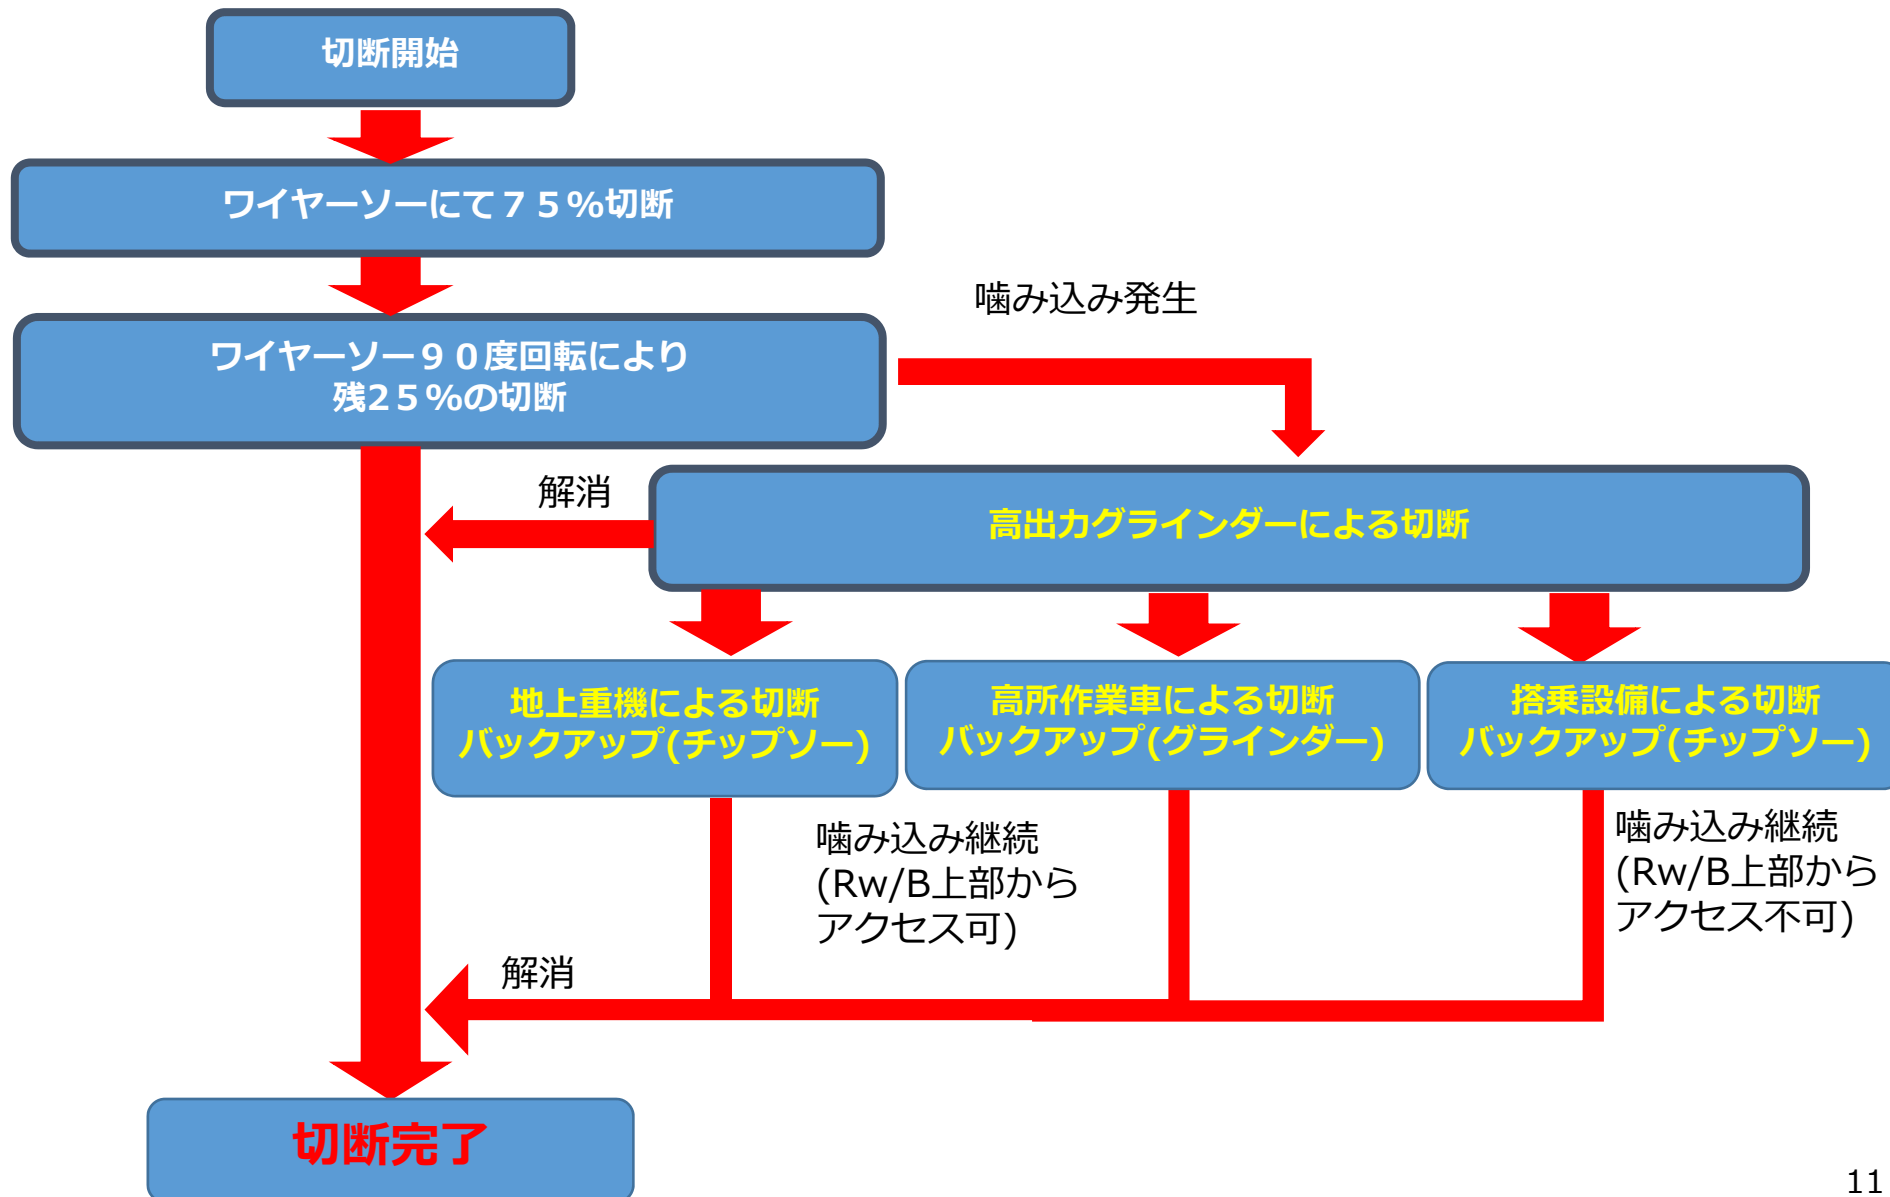 切断開始
ワイヤーソーにて７５%切断
ワイヤーソー９０度回転により
残2５%の切断
噛み込み発生
解消
高出力グラインダーによる切断
地上重機による切断
バックアップ(チップソー)
高所作業車による切断
バックアップ(グラインダー)
搭乗設備による切断
バックアップ(チップソー)
噛み込み継続
(Rw/B上部から
アクセス可)
噛み込み継続
(Rw/B上部から
アクセス不可)
解消
切断完了
11